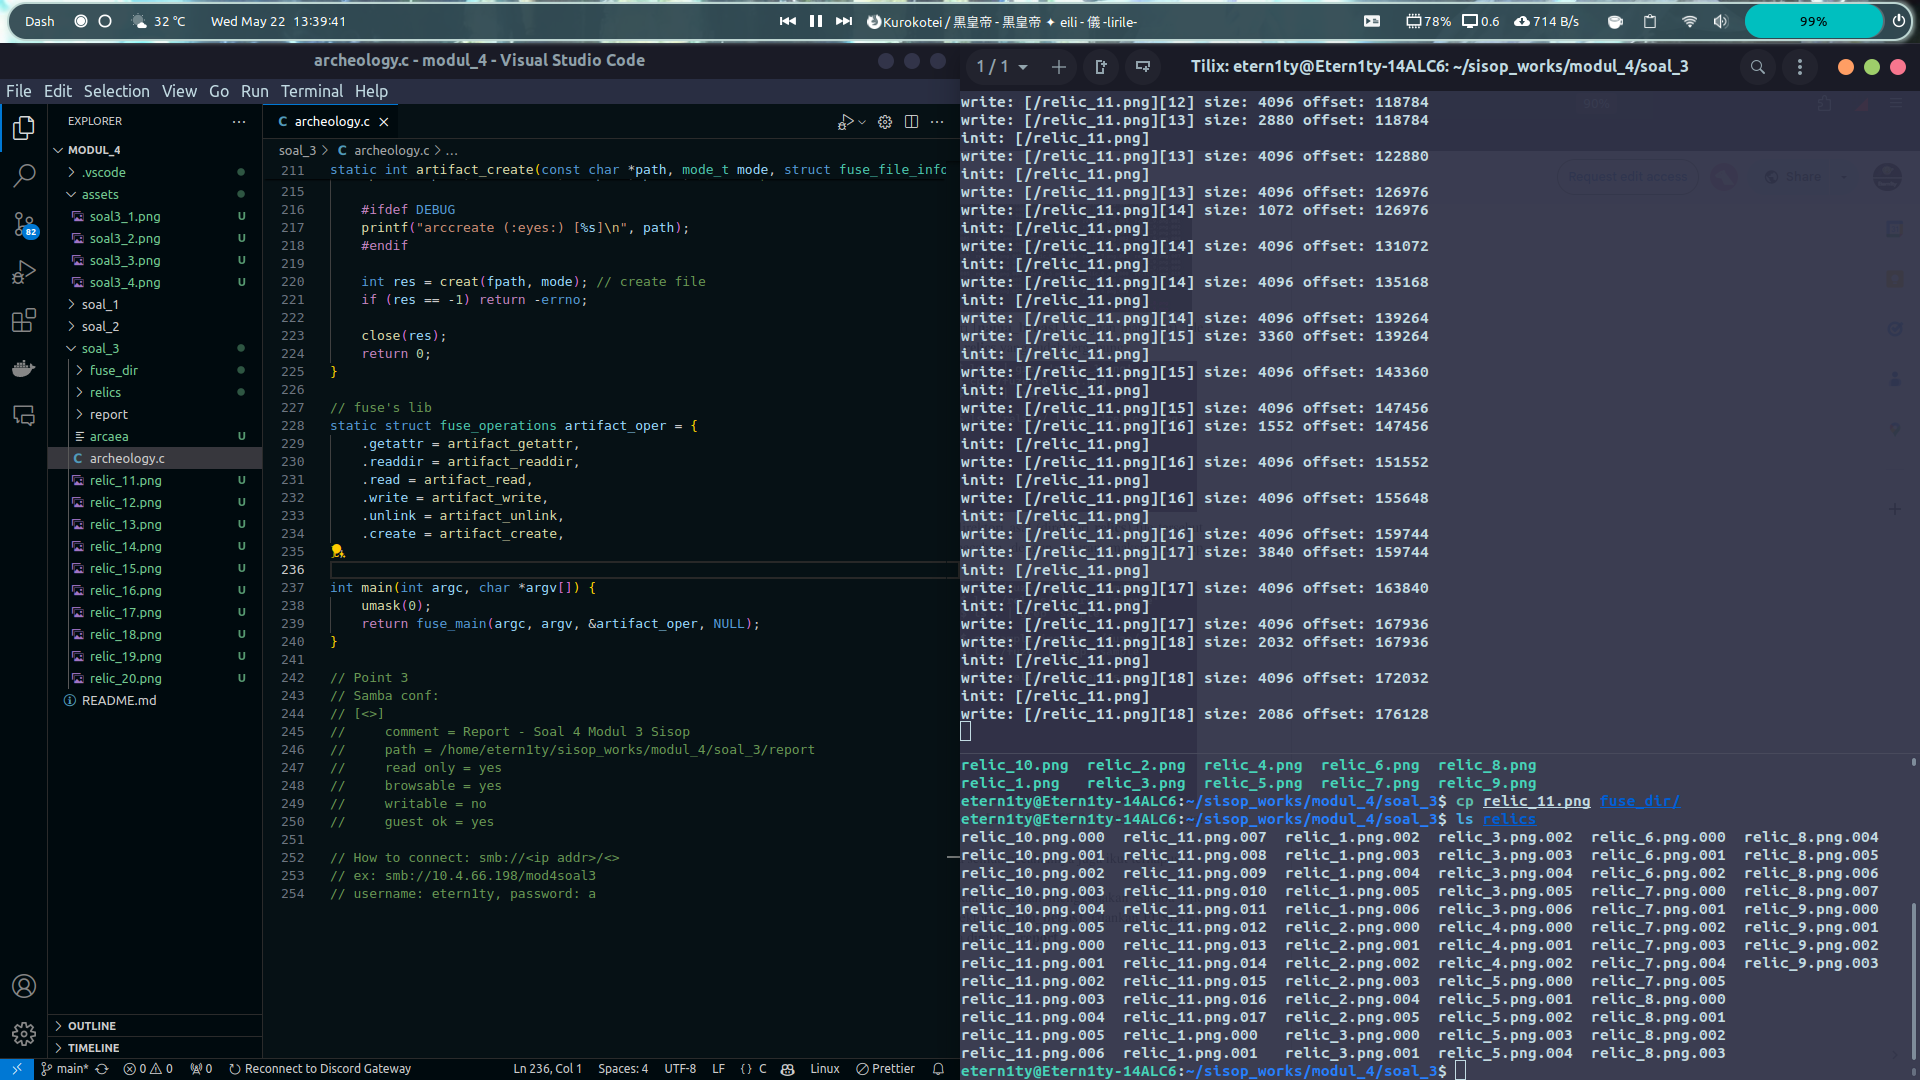 Dash
32 °C
Wed May 22 13:39:41
Kurokotei / 黒皇帝 - 黒皇帝 ✦ eili - 儀 -lirile-
78%
0.6
714 B/s
99%
archeology.c - modul_4 - Visual Studio Code
File Edit Selection View Go Run Terminal Help
EXPLORER
MODUL_4
.vscode
assets
soal3_1.png U
soal3_2.png U
soal3_3.png U
soal3_4.png U
soal_1
soal_2
soal_3
fuse_dir
relics
report
arcaea U
archeology.c
relic_11.png U
relic_12.png U
relic_13.png U
relic_14.png U
relic_15.png U
relic_16.png U
relic_17.png U
relic_18.png U
relic_19.png U
relic_20.png U
README.md
OUTLINE
TIMELINE
82
C archeology.c
soal_3 > C archeology.c > ...
211 static int artifact_create(const char *path, mode_t mode, struct fuse_file_info
215
216 #ifdef DEBUG
217 printf("arccreate (:eyes:) [%s]\n", path);
218 #endif
219
220 int res = creat(fpath, mode); // create file
221 if (res == -1) return -errno;
222
223 close(res);
224 return 0;
225 }
226
227 // fuse's lib
228 static struct fuse_operations artifact_oper = {
229 .getattr = artifact_getattr,
230 .readdir = artifact_readdir,
231 .read = artifact_read,
232 .write = artifact_write,
233 .unlink = artifact_unlink,
234 .create = artifact_create,
235
236
237 int main(int argc, char *argv[]) {
238 umask(0);
239 return fuse_main(argc, argv, &artifact_oper, NULL);
240 }
241
242 // Point 3
243 // Samba conf:
244 // [<>]
245 // comment = Report - Soal 4 Modul 3 Sisop
246 // path = /home/etern1ty/sisop_works/modul_4/soal_3/report
247 // read only = yes
248 // browsable = yes
249 // writable = no
250 // guest ok = yes
251
252 // How to connect: smb://<ip addr>/<>
253 // ex: smb://10.4.66.198/mod4soal3
254 // username: etern1ty, password: a
main* 0 0 0 Reconnect to Discord Gateway Ln 236, Col 1 Spaces: 4 UTF-8 LF {} C Linux Prettier
1 / 1
Tilix: etern1ty@Etern1ty-14ALC6: ~/sisop_works/modul_4/soal_3
write: [/relic_11.png][12] size: 4096 offset: 118784
write: [/relic_11.png][13] size: 2880 offset: 118784
init: [/relic_11.png]
write: [/relic_11.png][13] size: 4096 offset: 122880
init: [/relic_11.png]
write: [/relic_11.png][13] size: 4096 offset: 126976
write: [/relic_11.png][14] size: 1072 offset: 126976
init: [/relic_11.png]
write: [/relic_11.png][14] size: 4096 offset: 131072
init: [/relic_11.png]
write: [/relic_11.png][14] size: 4096 offset: 135168
init: [/relic_11.png]
write: [/relic_11.png][14] size: 4096 offset: 139264
write: [/relic_11.png][15] size: 3360 offset: 139264
init: [/relic_11.png]
write: [/relic_11.png][15] size: 4096 offset: 143360
init: [/relic_11.png]
write: [/relic_11.png][15] size: 4096 offset: 147456
write: [/relic_11.png][16] size: 1552 offset: 147456
init: [/relic_11.png]
write: [/relic_11.png][16] size: 4096 offset: 151552
init: [/relic_11.png]
write: [/relic_11.png][16] size: 4096 offset: 155648
init: [/relic_11.png]
write: [/relic_11.png][16] size: 4096 offset: 159744
write: [/relic_11.png][17] size: 3840 offset: 159744
init: [/relic_11.png]
write: [/relic_11.png][17] size: 4096 offset: 163840
init: [/relic_11.png]
write: [/relic_11.png][17] size: 4096 offset: 167936
write: [/relic_11.png][18] size: 2032 offset: 167936
init: [/relic_11.png]
write: [/relic_11.png][18] size: 4096 offset: 172032
init: [/relic_11.png]
write: [/relic_11.png][18] size: 2086 offset: 176128
90%
Request edit access
Share
relic_10.png relic_2.png relic_4.png relic_6.png relic_8.png
relic_1.png relic_3.png relic_5.png relic_7.png relic_9.png
etern1ty@Etern1ty-14ALC6:~/sisop_works/modul_4/soal_3$ cp relic_11.png fuse_dir/
etern1ty@Etern1ty-14ALC6:~/sisop_works/modul_4/soal_3$ ls relics
relic_10.png.000 relic_11.png.007 relic_1.png.002 relic_3.png.002 relic_6.png.000 relic_8.png.004
relic_10.png.001 relic_11.png.008 relic_1.png.003 relic_3.png.003 relic_6.png.001 relic_8.png.005
relic_10.png.002 relic_11.png.009 relic_1.png.004 relic_3.png.004 relic_6.png.002 relic_8.png.006
relic_10.png.003 relic_11.png.010 relic_1.png.005 relic_3.png.005 relic_7.png.000 relic_8.png.007
relic_10.png.004 relic_11.png.011 relic_1.png.006 relic_3.png.006 relic_7.png.001 relic_9.png.000
relic_10.png.005 relic_11.png.012 relic_2.png.000 relic_4.png.000 relic_7.png.002 relic_9.png.001
relic_11.png.000 relic_11.png.013 relic_2.png.001 relic_4.png.001 relic_7.png.003 relic_9.png.002
relic_11.png.001 relic_11.png.014 relic_2.png.002 relic_4.png.002 relic_7.png.004 relic_9.png.003
relic_11.png.002 relic_11.png.015 relic_2.png.003 relic_5.png.000 relic_7.png.005
relic_11.png.003 relic_11.png.016 relic_2.png.004 relic_5.png.001 relic_8.png.000
relic_11.png.004 relic_11.png.017 relic_2.png.005 relic_5.png.002 relic_8.png.001
relic_11.png.005 relic_1.png.000 relic_3.png.000 relic_5.png.003 relic_8.png.002
relic_11.png.006 relic_1.png.001 relic_3.png.001 relic_5.png.004 relic_8.png.003
etern1ty@Etern1ty-14ALC6:~/sisop_works/modul_4/soal_3$